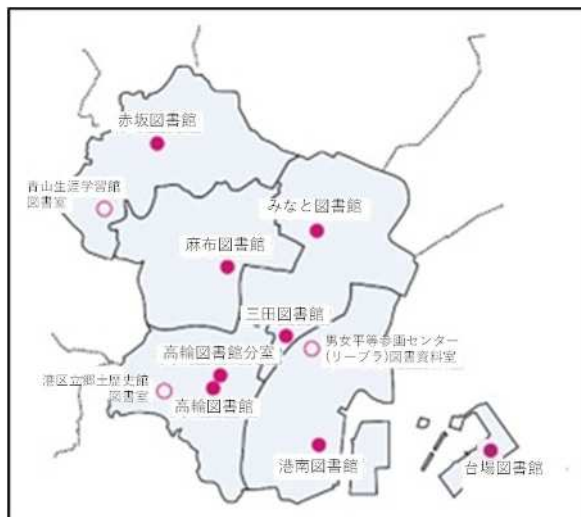 赤坂図書館
青山生涯学習館
図書室
みなと図書館
麻布図書館
三田図書館
男女平等参画センター
(リーブラ)図書資料室
高輪図書館分室
港区立郷土歴史館
図書室
高輪図書館
港南図書館
台場図書館